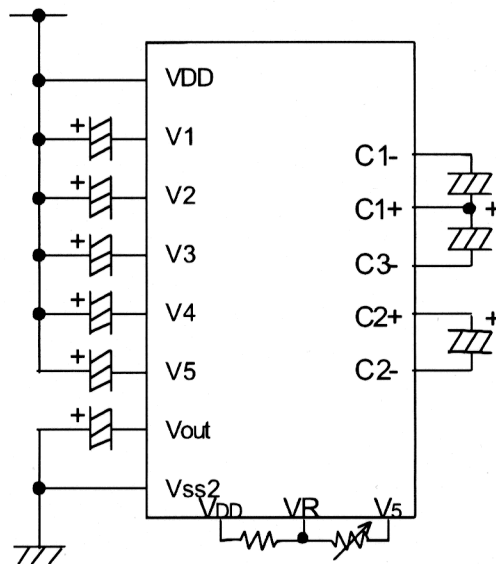 VDD
+ V1
+ V2
+ V3
+ V4
+ V5
+ Vout
Vss2
C1-
C1+ +
C3-
C2+ +
C2-
VDD VR V5